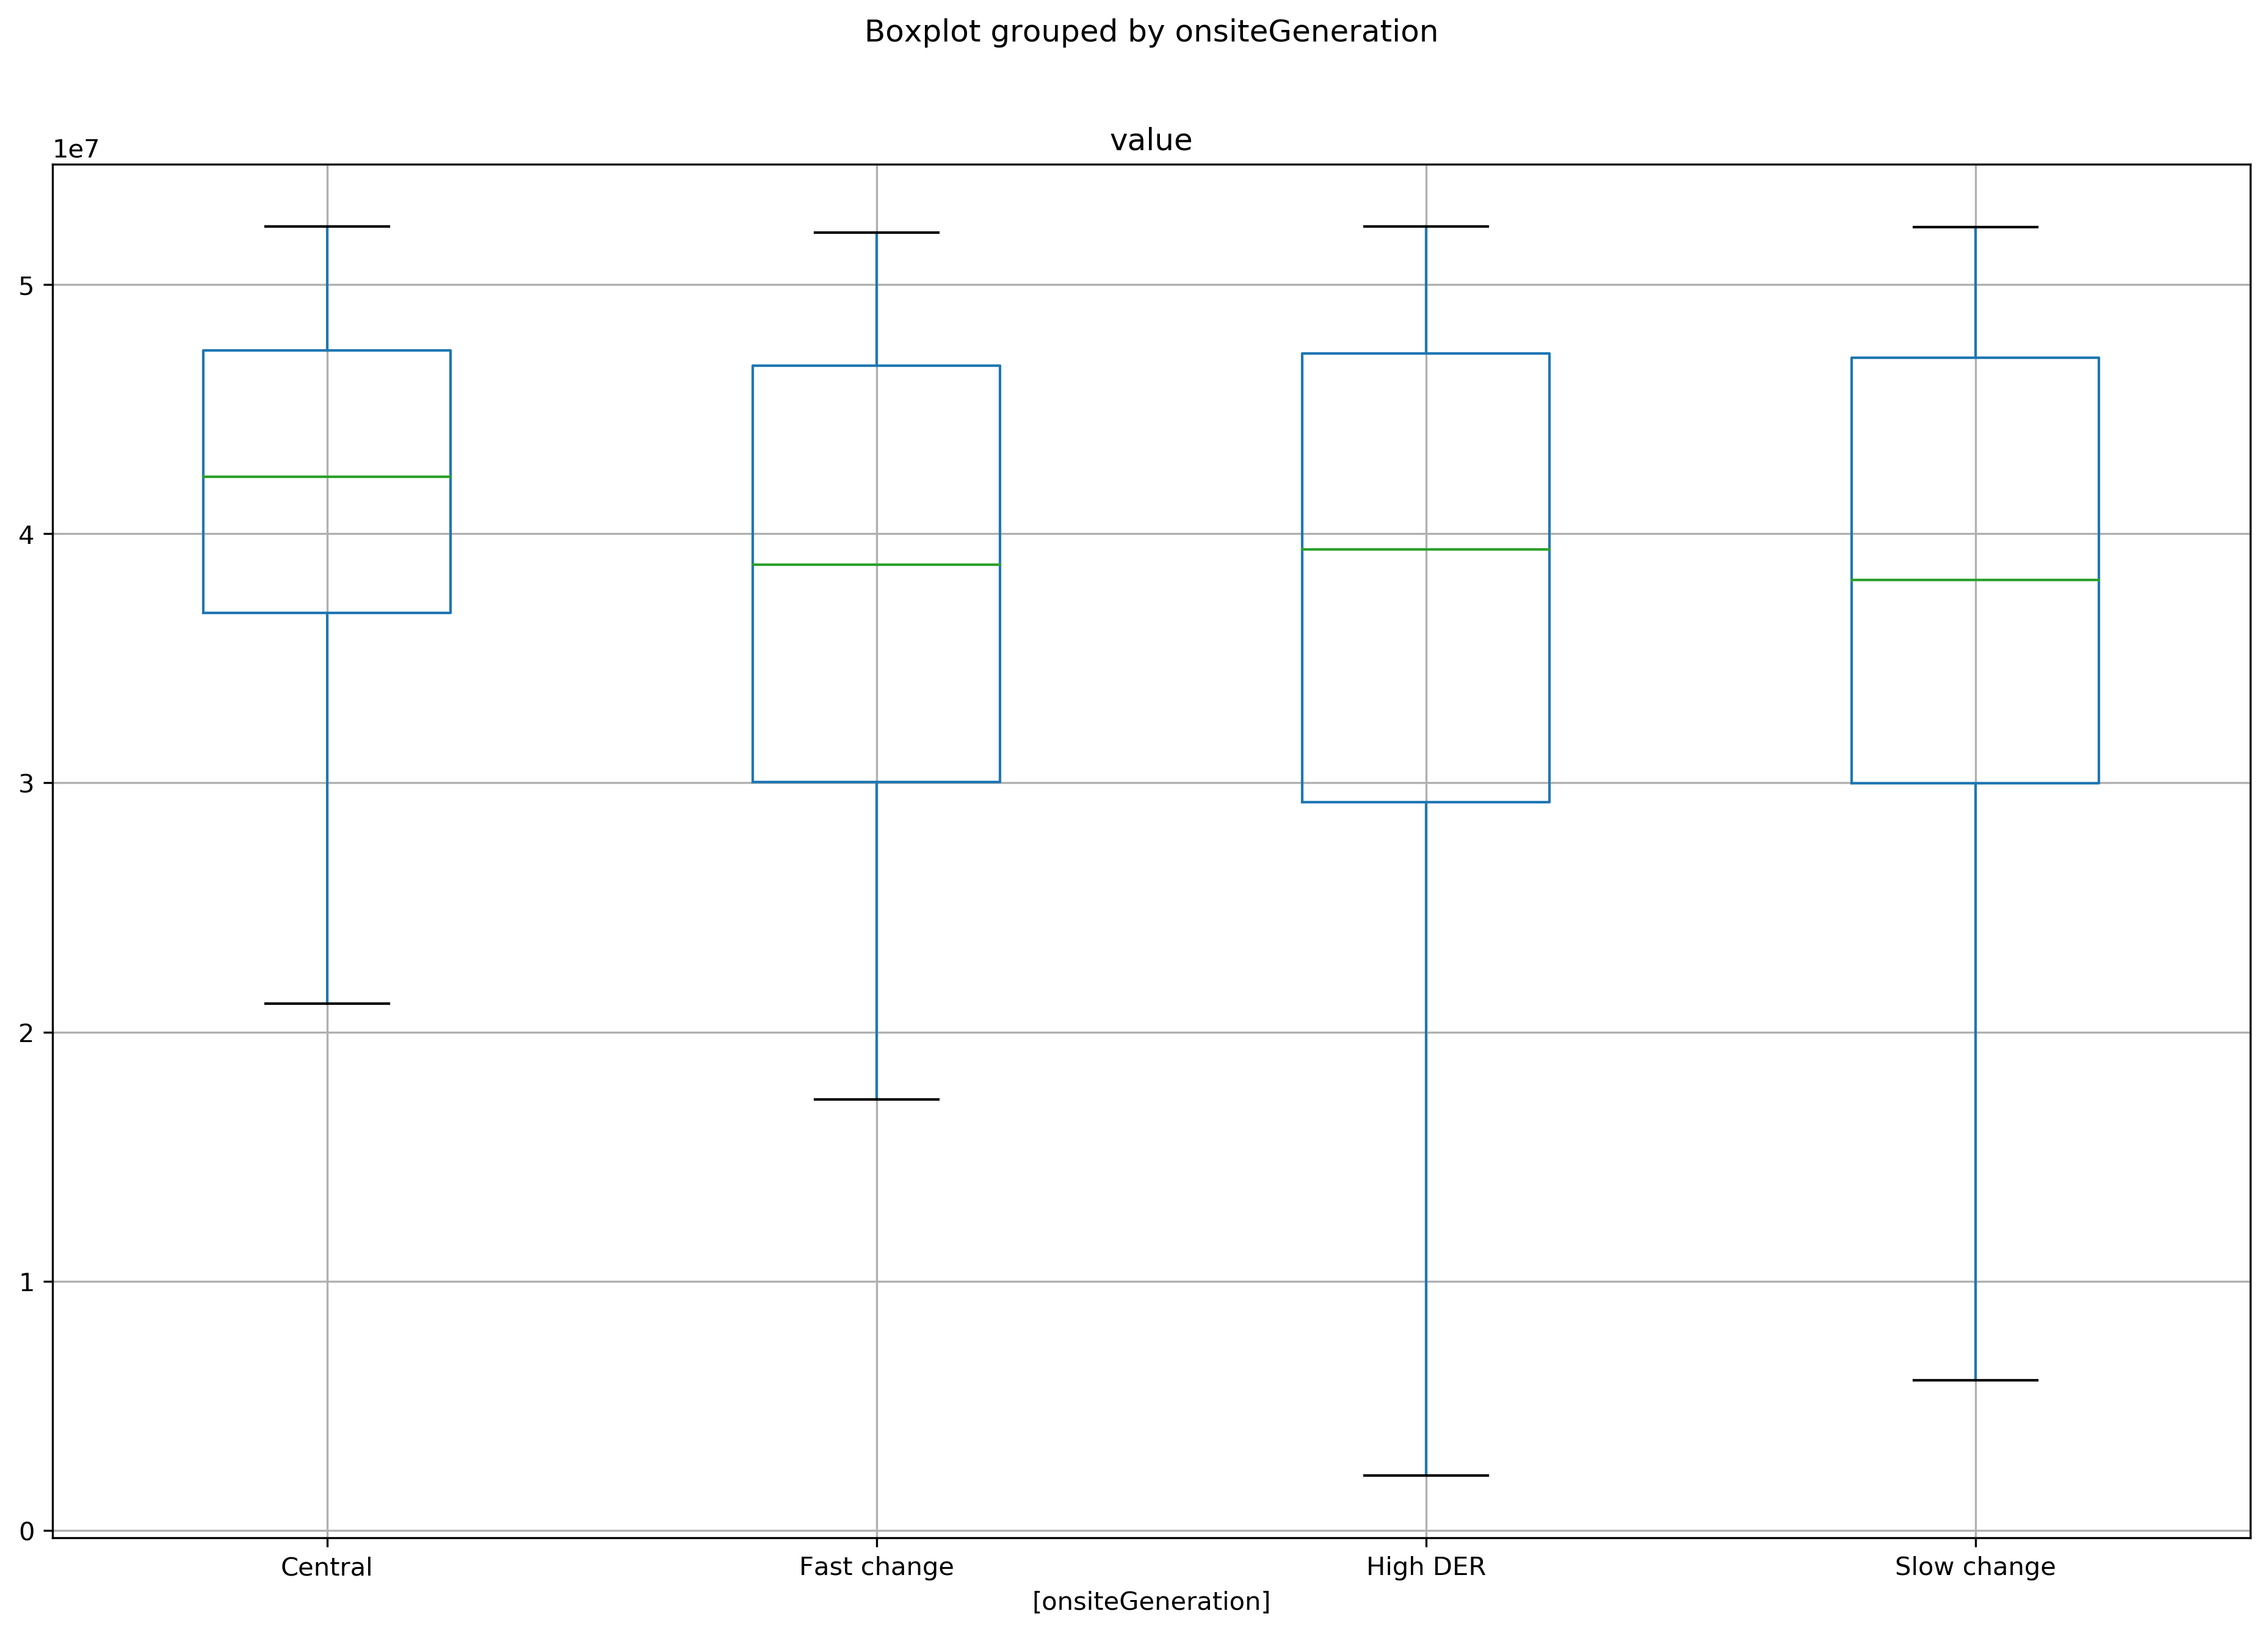 Boxplot grouped by onsiteGeneration
value
1e7
5
4
3
2
1
0
Central
Fast change
High DER
Slow change
[onsiteGeneration]